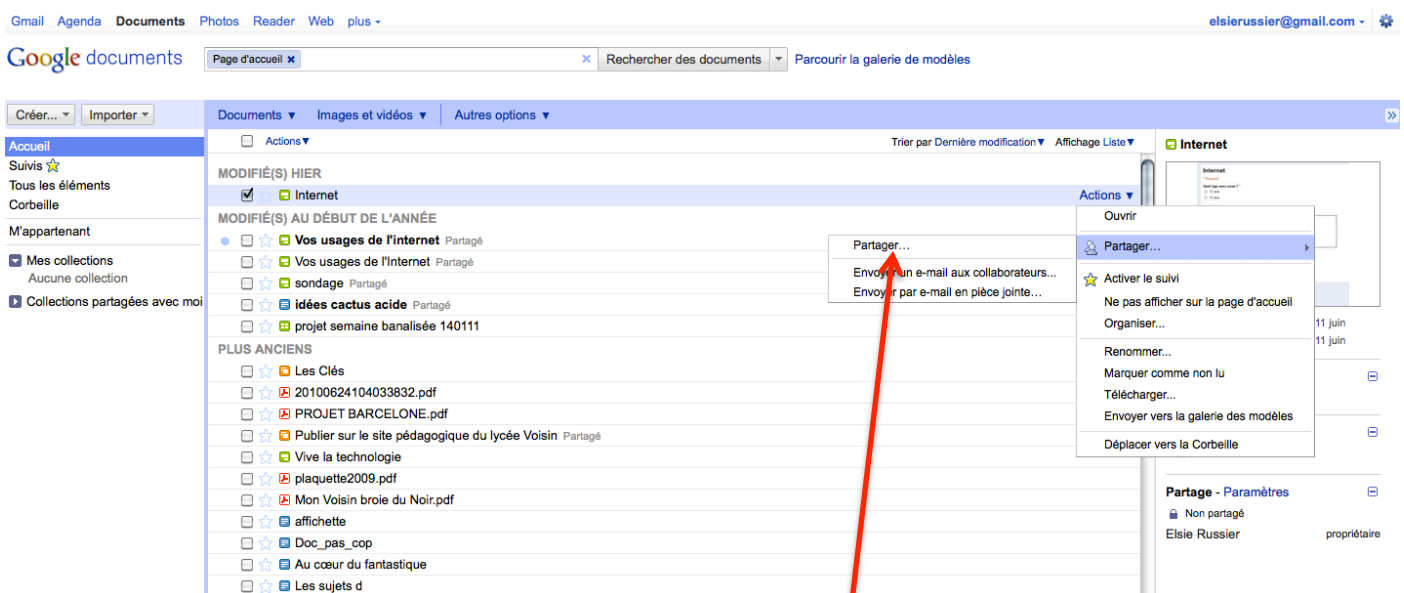 Gmail Agenda Documents Photos Reader Web plus
elsierussier@gmail.com
Google documents
Page d'accueil
Rechercher des documents
Parcourir la galerie de modèles
Créer... Importer
Documents Images et vidéos Autres options
Accueil
Suivis
Tous les éléments
Corbeille
M'appartenant
Mes collections
Aucune collection
Collections partagées avec moi
Actions
Trier par Dernière modification Affichage Liste
MODIFIÉ(S) HIER
Internet Actions
MODIFIÉ(S) AU DÉBUT DE L'ANNÉE
Vos usages de l'internet Partagé
Vos usages de l'Internet Partagé
sondage Partagé
idées cactus acide Partagé
projet semaine banalisée 140111
PLUS ANCIENS
Les Clés
20100624104033832.pdf
PROJET BARCELONE.pdf
Publier sur le site pédagogique du lycée Voisin Partagé
Vive la technologie
plaquette2009.pdf
Mon Voisin broie du Noir.pdf
affichette
Doc_pas_cop
Au cœur du fantastique
Les sujets d
Partager...
Envoyer un e-mail aux collaborateurs...
Envoyer par e-mail en pièce jointe...
Ouvrir
Partager...
Activer le suivi
Ne pas afficher sur la page d'accueil
Organiser...
Renommer...
Marquer comme non lu
Télécharger...
Envoyer vers la galerie des modèles
Déplacer vers la Corbeille
Internet
Internet
11 juin
11 juin
Partage - Paramètres
Non partagé
Elsie Russier propriétaire